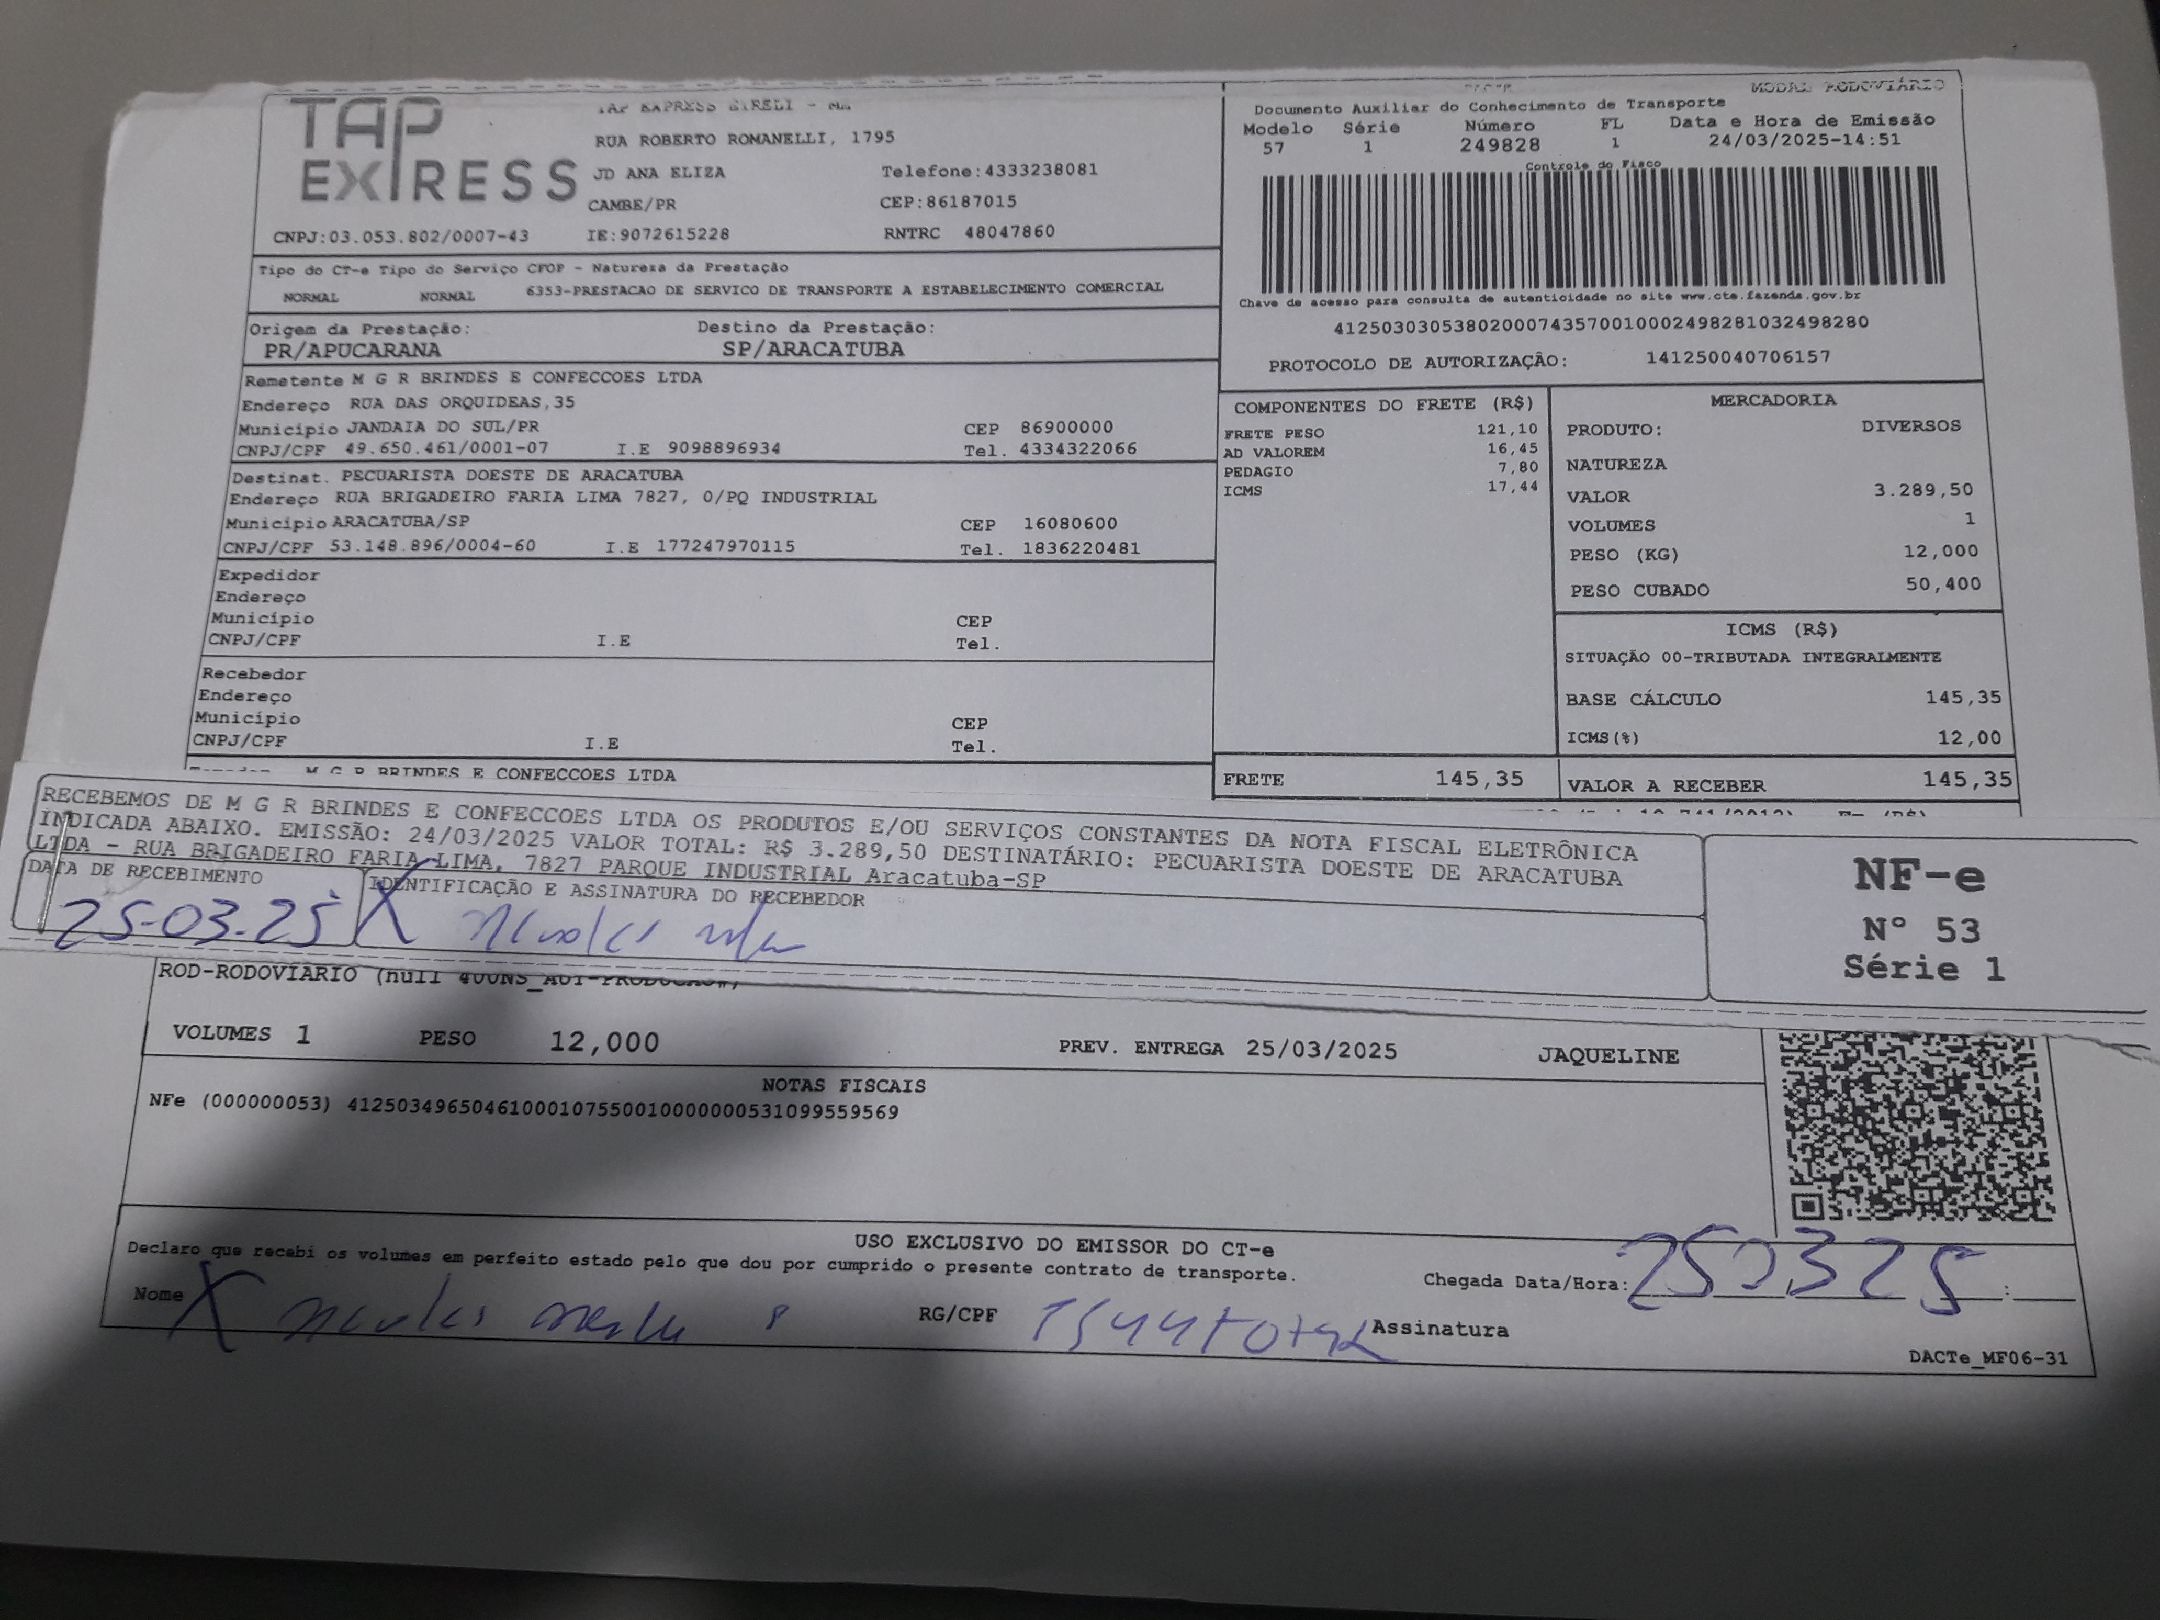 TAP EXPRESS
TAP EXPRESS EIRELI - ME
RUA ROBERTO ROMANELLI, 1795
JD ANA ELIZA Telefone:4333238081
CAMBE/PR CEP:86187015
CNPJ:03.053.802/0007-43 IE:9072615228 RNTRC 48047860
MODAL RODOVIÁRIO
Documento Auxiliar do Conhecimento de Transporte
Modelo Série Número FL Data e Hora de Emissão
57 1 249828 1 24/03/2025-14:51
Controle do Fisco
Chave de acesso para consulta de autenticidade no site www.cte.fazenda.gov.br
41250303053802000743570010002498281032498280
PROTOCOLO DE AUTORIZAÇÃO: 141250040706157
Tipo do CT-e Tipo do Serviço CFOP - Natureza da Prestação
NORMAL NORMAL 6353-PRESTACAO DE SERVICO DE TRANSPORTE A ESTABELECIMENTO COMERCIAL
Origem da Prestação: Destino da Prestação:
PR/APUCARANA SP/ARACATUBA
Remetente M G R BRINDES E CONFECCOES LTDA
Endereço RUA DAS ORQUIDEAS,35
Município JANDAIA DO SUL/PR CEP 86900000
CNPJ/CPF 49.650.461/0001-07 I.E 9098896934 Tel. 4334322066
Destinat. PECUARISTA DOESTE DE ARACATUBA
Endereço RUA BRIGADEIRO FARIA LIMA 7827, 0/PQ INDUSTRIAL
Município ARACATUBA/SP CEP 16080600
CNPJ/CPF 53.148.896/0004-60 I.E 177247970115 Tel. 1836220481
Expedidor
Endereço
Município CEP
CNPJ/CPF I.E Tel.
Recebedor
Endereço
Município CEP
CNPJ/CPF I.E Tel.
M G R BRINDES E CONFECCOES LTDA
COMPONENTES DO FRETE (R$)
FRETE PESO 121,10
AD VALOREM 16,45
PEDAGIO 7,80
ICMS 17,44
FRETE 145,35
MERCADORIA
PRODUTO: DIVERSOS
NATUREZA
VALOR 3.289,50
VOLUMES 1
PESO (KG) 12,000
PESO CUBADO 50,400
ICMS (R$)
SITUAÇÃO 00-TRIBUTADA INTEGRALMENTE
BASE CÁLCULO 145,35
ICMS(%) 12,00
VALOR A RECEBER 145,35
RECEBEMOS DE M G R BRINDES E CONFECCOES LTDA OS PRODUTOS E/OU SERVIÇOS CONSTANTES DA NOTA FISCAL ELETRÔNICA
INDICADA ABAIXO. EMISSÃO: 24/03/2025 VALOR TOTAL: R$ 3.289,50 DESTINATÁRIO: PECUARISTA DOESTE DE ARACATUBA
LTDA - RUA BRIGADEIRO FARIA LIMA, 7827 PARQUE INDUSTRIAL Aracatuba-SP
DATA DE RECEBIMENTO IDENTIFICAÇÃO E ASSINATURA DO RECEBEDOR
25-03-25 X
NF-e
Nº 53
Série 1
ROD-RODOVIARIO (null
VOLUMES 1 PESO 12,000 PREV. ENTREGA 25/03/2025 JAQUELINE
NOTAS FISCAIS
NFe (000000053) 41250349650461000107550010000000531099559569
USO EXCLUSIVO DO EMISSOR DO CT-e
Declaro que recebi os volumes em perfeito estado pelo que dou por cumprido o presente contrato de transporte.
Chegada Data/Hora: 250325 :
Nome X RG/CPF Assinatura
DACTe_MF06-31